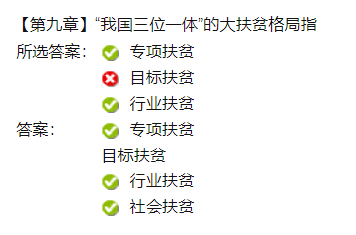 【第九章】“我国三位一体”的大扶贫格局指
所选答案： 专项扶贫
目标扶贫
行业扶贫
答案： 专项扶贫
目标扶贫
行业扶贫
社会扶贫